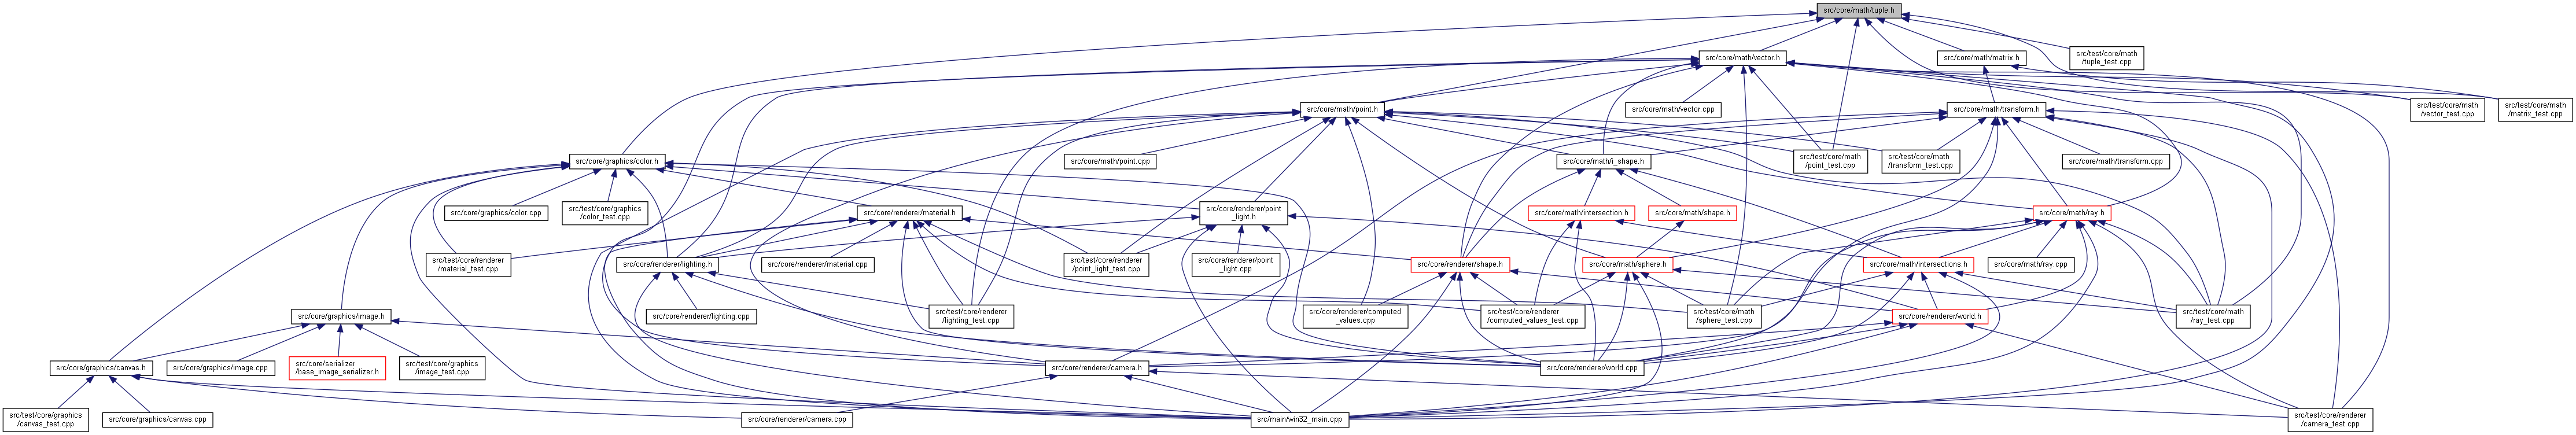 src/core/math/tuple.h
src/core/math/vector.h
src/core/math/matrix.h
src/test/core/math
/tuple_test.cpp
src/core/math/point.h
src/core/math/vector.cpp
src/core/math/transform.h
src/test/core/math
/vector_test.cpp
src/test/core/math
/matrix_test.cpp
src/core/graphics/color.h
src/core/math/point.cpp
src/core/math/i_shape.h
src/test/core/math
/point_test.cpp
src/test/core/math
/transform_test.cpp
src/core/math/transform.cpp
src/core/graphics/color.cpp
src/test/core/graphics
/color_test.cpp
src/core/renderer/material.h
src/core/renderer/point
_light.h
src/core/math/intersection.h
src/core/math/shape.h
src/core/math/ray.h
src/test/core/renderer
/material_test.cpp
src/core/renderer/lighting.h
src/core/renderer/material.cpp
src/test/core/renderer
/point_light_test.cpp
src/core/renderer/point
_light.cpp
src/core/renderer/shape.h
src/core/math/sphere.h
src/core/math/intersections.h
src/core/math/ray.cpp
src/core/graphics/image.h
src/core/renderer/lighting.cpp
src/test/core/renderer
/lighting_test.cpp
src/core/renderer/computed
_values.cpp
src/test/core/renderer
/computed_values_test.cpp
src/test/core/math
/sphere_test.cpp
src/core/renderer/world.h
src/test/core/math
/ray_test.cpp
src/core/graphics/canvas.h
src/core/graphics/image.cpp
src/core/serializer
/base_image_serializer.h
src/test/core/graphics
/image_test.cpp
src/core/renderer/camera.h
src/core/renderer/world.cpp
src/test/core/graphics
/canvas_test.cpp
src/core/graphics/canvas.cpp
src/core/renderer/camera.cpp
src/main/win32_main.cpp
src/test/core/renderer
/camera_test.cpp